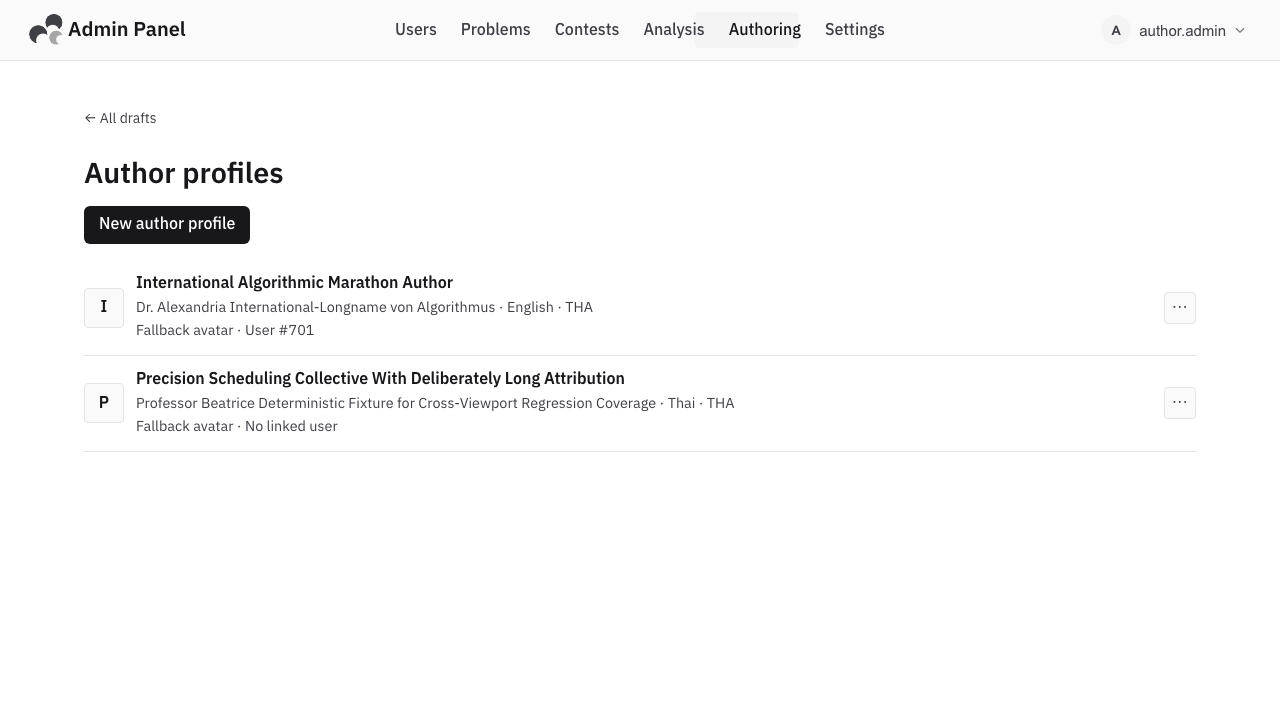 Admin Panel
Users
Problems
Contests
Analysis
Authoring
Settings
A
author.admin
← All drafts
Author profiles
New author profile
I
International Algorithmic Marathon Author
Dr. Alexandria International-Longname von Algorithmus · English · THA
Fallback avatar · User #701
···
P
Precision Scheduling Collective With Deliberately Long Attribution
Professor Beatrice Deterministic Fixture for Cross-Viewport Regression Coverage · Thai · THA
Fallback avatar · No linked user
···